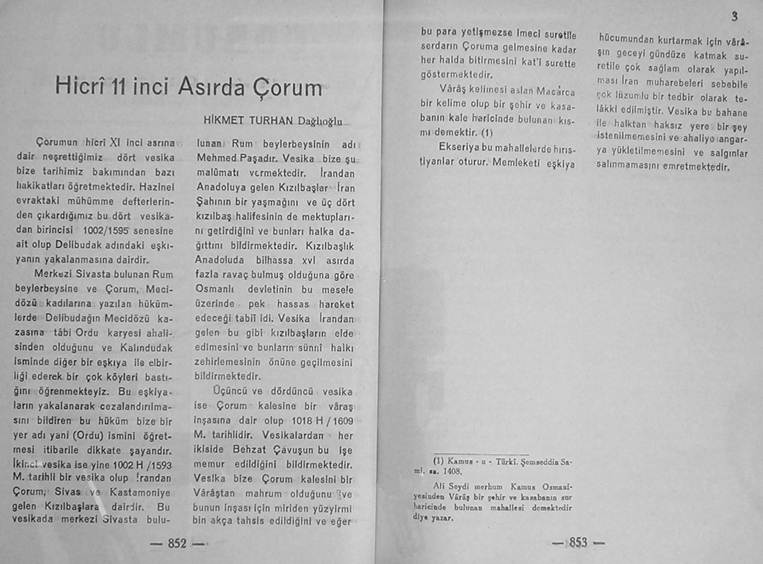 Hicrî 11 inci Asırda Çorum
HİKMET TURHAN Dağlıoğlu
Çorumun hicrî XI inci asrına
dair neşrettiğimiz dört vesika
bize tarihimiz bakımından bazı
hakikatları öğretmektedir. Hazinei
evraktaki mühümme defterlerin-
den çıkardığımız bu dört vesika-
dan birincisi 1002/1595 senesine
ait olup Delibudak adındaki eşkı-
yanın yakalanmasına dairdir.
Merkezi Sivasta bulunan Rum
beylerbeysine ve Çorum, Meci-
dözü kadılarına yazılan hüküm-
lerde Delibudağın Mecidözü ka-
zasına tâbi Ordu karyesi ahali-
sinden olduğunu ve Kalındudak
isminde diğer bir eşkıya ile elbir-
liği ederek bir çok köyleri bastı-
ğını öğrenmekteyiz. Bu eşkiya-
ların yakalanarak cezalandırılma-
sını bildiren bu hüküm bize bir
yer adı yani (Ordu) ismini öğret-
mesi itibarile dikkate şayandır.
İkinci vesika ise yine 1002 H /1593
M. tarihli bir vesika olup İrandan
Çorum, Sivas ve Kastamoniye
gelen Kızılbaşlara dairdir. Bu
vesikada merkezi Sivasta bulu-
lunan Rum beylerbeysinin adı
Mehmed Paşadır. Vesika bize şu
malûmatı vermektedir. İrandan
Anadoluya gelen Kızılbaşlar İran
Şahının bir yaşmağını ve üç dört
kızılbaş halifesinin de mektupları-
nı getirdiğini ve bunları halka da-
ğıttını bildirmektedir. Kızılbaşlık
Anadoluda bilhassa xvi asırda
fazla ravaç bulmuş olduğuna göre
Osmanlı devletinin bu mesele
üzerinde pek hassas hareket
edeceği tabiî idi. Vesika İrandan
gelen bu gibi kızılbaşların elde
edilmesini ve bunların sünnî halkı
zehirlemesinin önüne geçilmesini
bildirmektedir.
Üçüncü ve dördüncü vesika
ise Çorum kalesine bir vâraş
inşasına dair olup 1018 H / 1609
M. tarihlidir. Vesikalardan her
ikiside Behzat Çavuşun bu işe
memur edildiğini bildirmektedir.
Vesika bize Çorum kalesini bir
Vârâştan mahrum olduğunu ve
bunun inşası için miriden yüzyirmi
bin akça tahsis edildiğini ve eğer
— 852 —
3
bu para yetişmezse imeci suretile
serdarın Çoruma gelmesine kadar
her halda bitirmesini kat'i surette
göstermektedir.
Vârâş kelimesi aslan Macarca
bir kelime olup bir şehir ve kasa-
banın kale haricinde bulunan kıs-
mı demektir. (1)
Ekseriya bu mahallelerde hıris-
tiyanlar oturur. Memleketi eşkiya
hücumundan kurtarmak için vârâ-
şın geceyi gündüze katmak su-
retile çok sağlam olarak yapıl-
ması İran muharebeleri sebebile
çok lüzumlu bir tedbir olarak te-
lâkki edilmiştir. Vesika bu bahane
ile halktan haksız yere bir şey
istenilmemesini ve ahaliye angar-
ya yükletilmemesini ve salgınlar
salınmamasını emretmektedir.
(1) Kamus - u - Türkî. Şemseddin Sa-
mi. sa. 1408.
Ali Seydi merhum Kamus Osmani-
yesinden Vârâş bir şehir ve kasabanın sur
haricinde bulunan mahallesi demektedir
diye yazar.
— 853 —